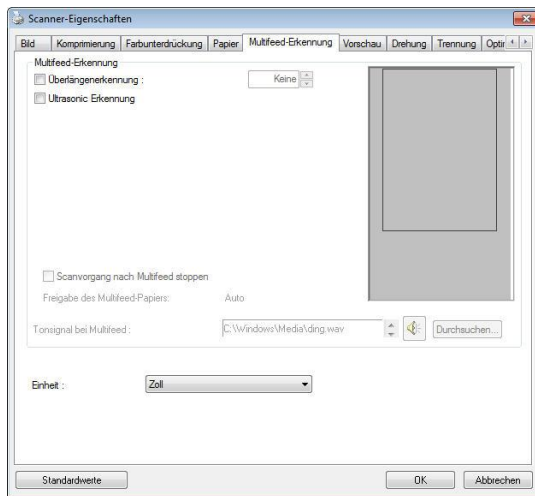 Scanner-Eigenschaften
Bild Komprimierung Farbunterdrückung Papier Multifeed-Erkennung Vorschau Drehung Trennung Optir
Multifeed-Erkennung
Überlängenerkennung : Keine
Ultrasonic Erkennung
Scanvorgang nach Multifeed stoppen
Freigabe des Multifeed-Papiers: Auto
Tonsignal bei Multifeed : C:\Windows\Media\ding.wav Durchsuchen...
Einheit : Zoll
Standardwerte OK Abbrechen